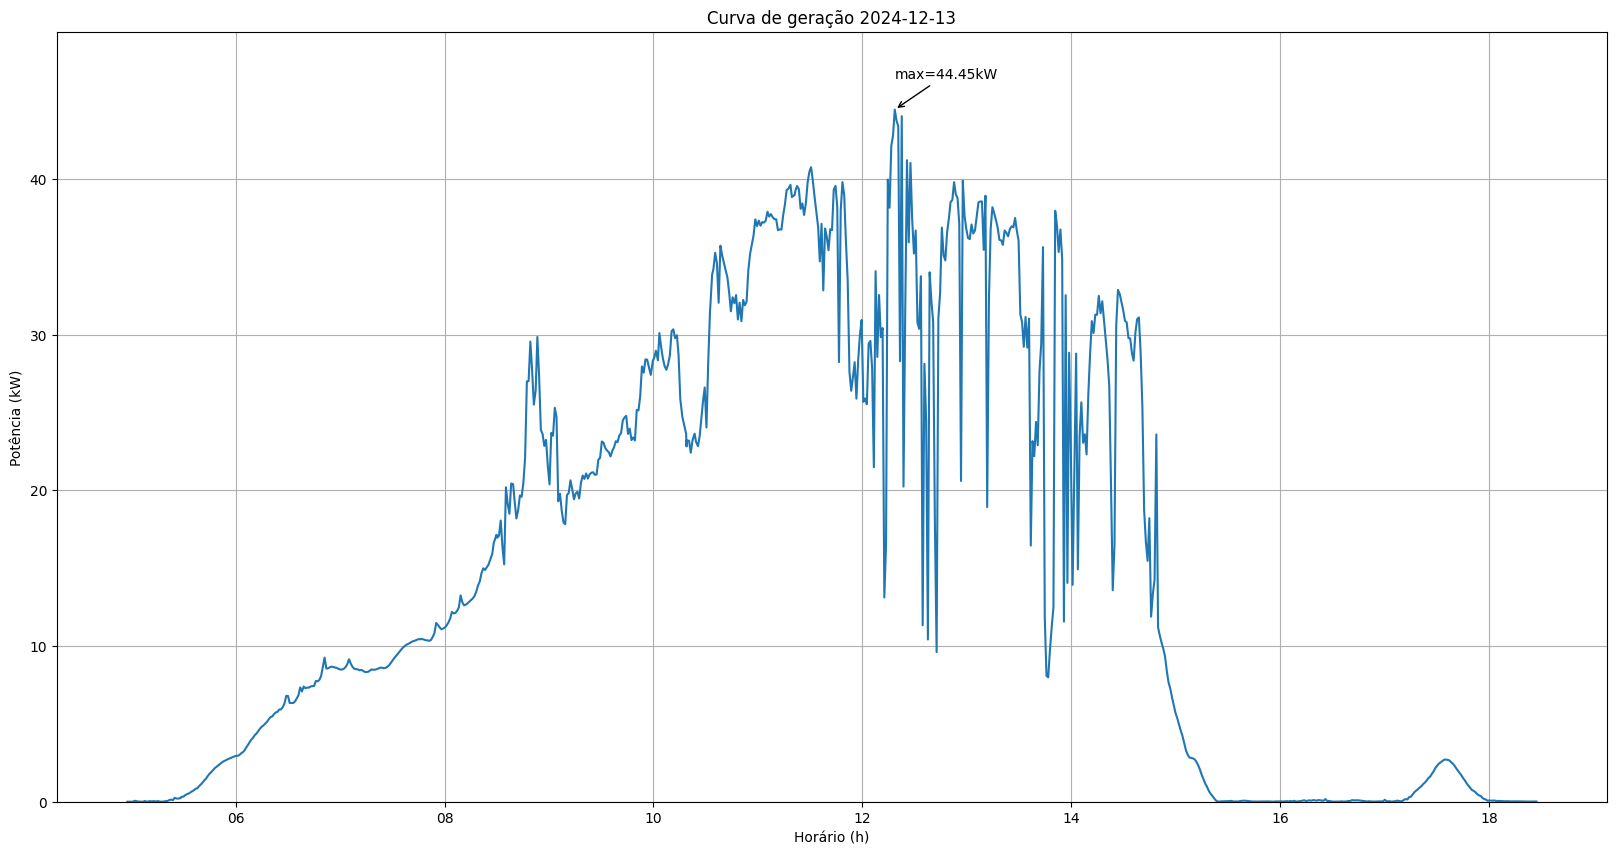 Curva de geração 2024-12-13
max=44.45kW
Potência (kW)
40
30
20
10
0
06 08 10 12 14 16 18
Horário (h)